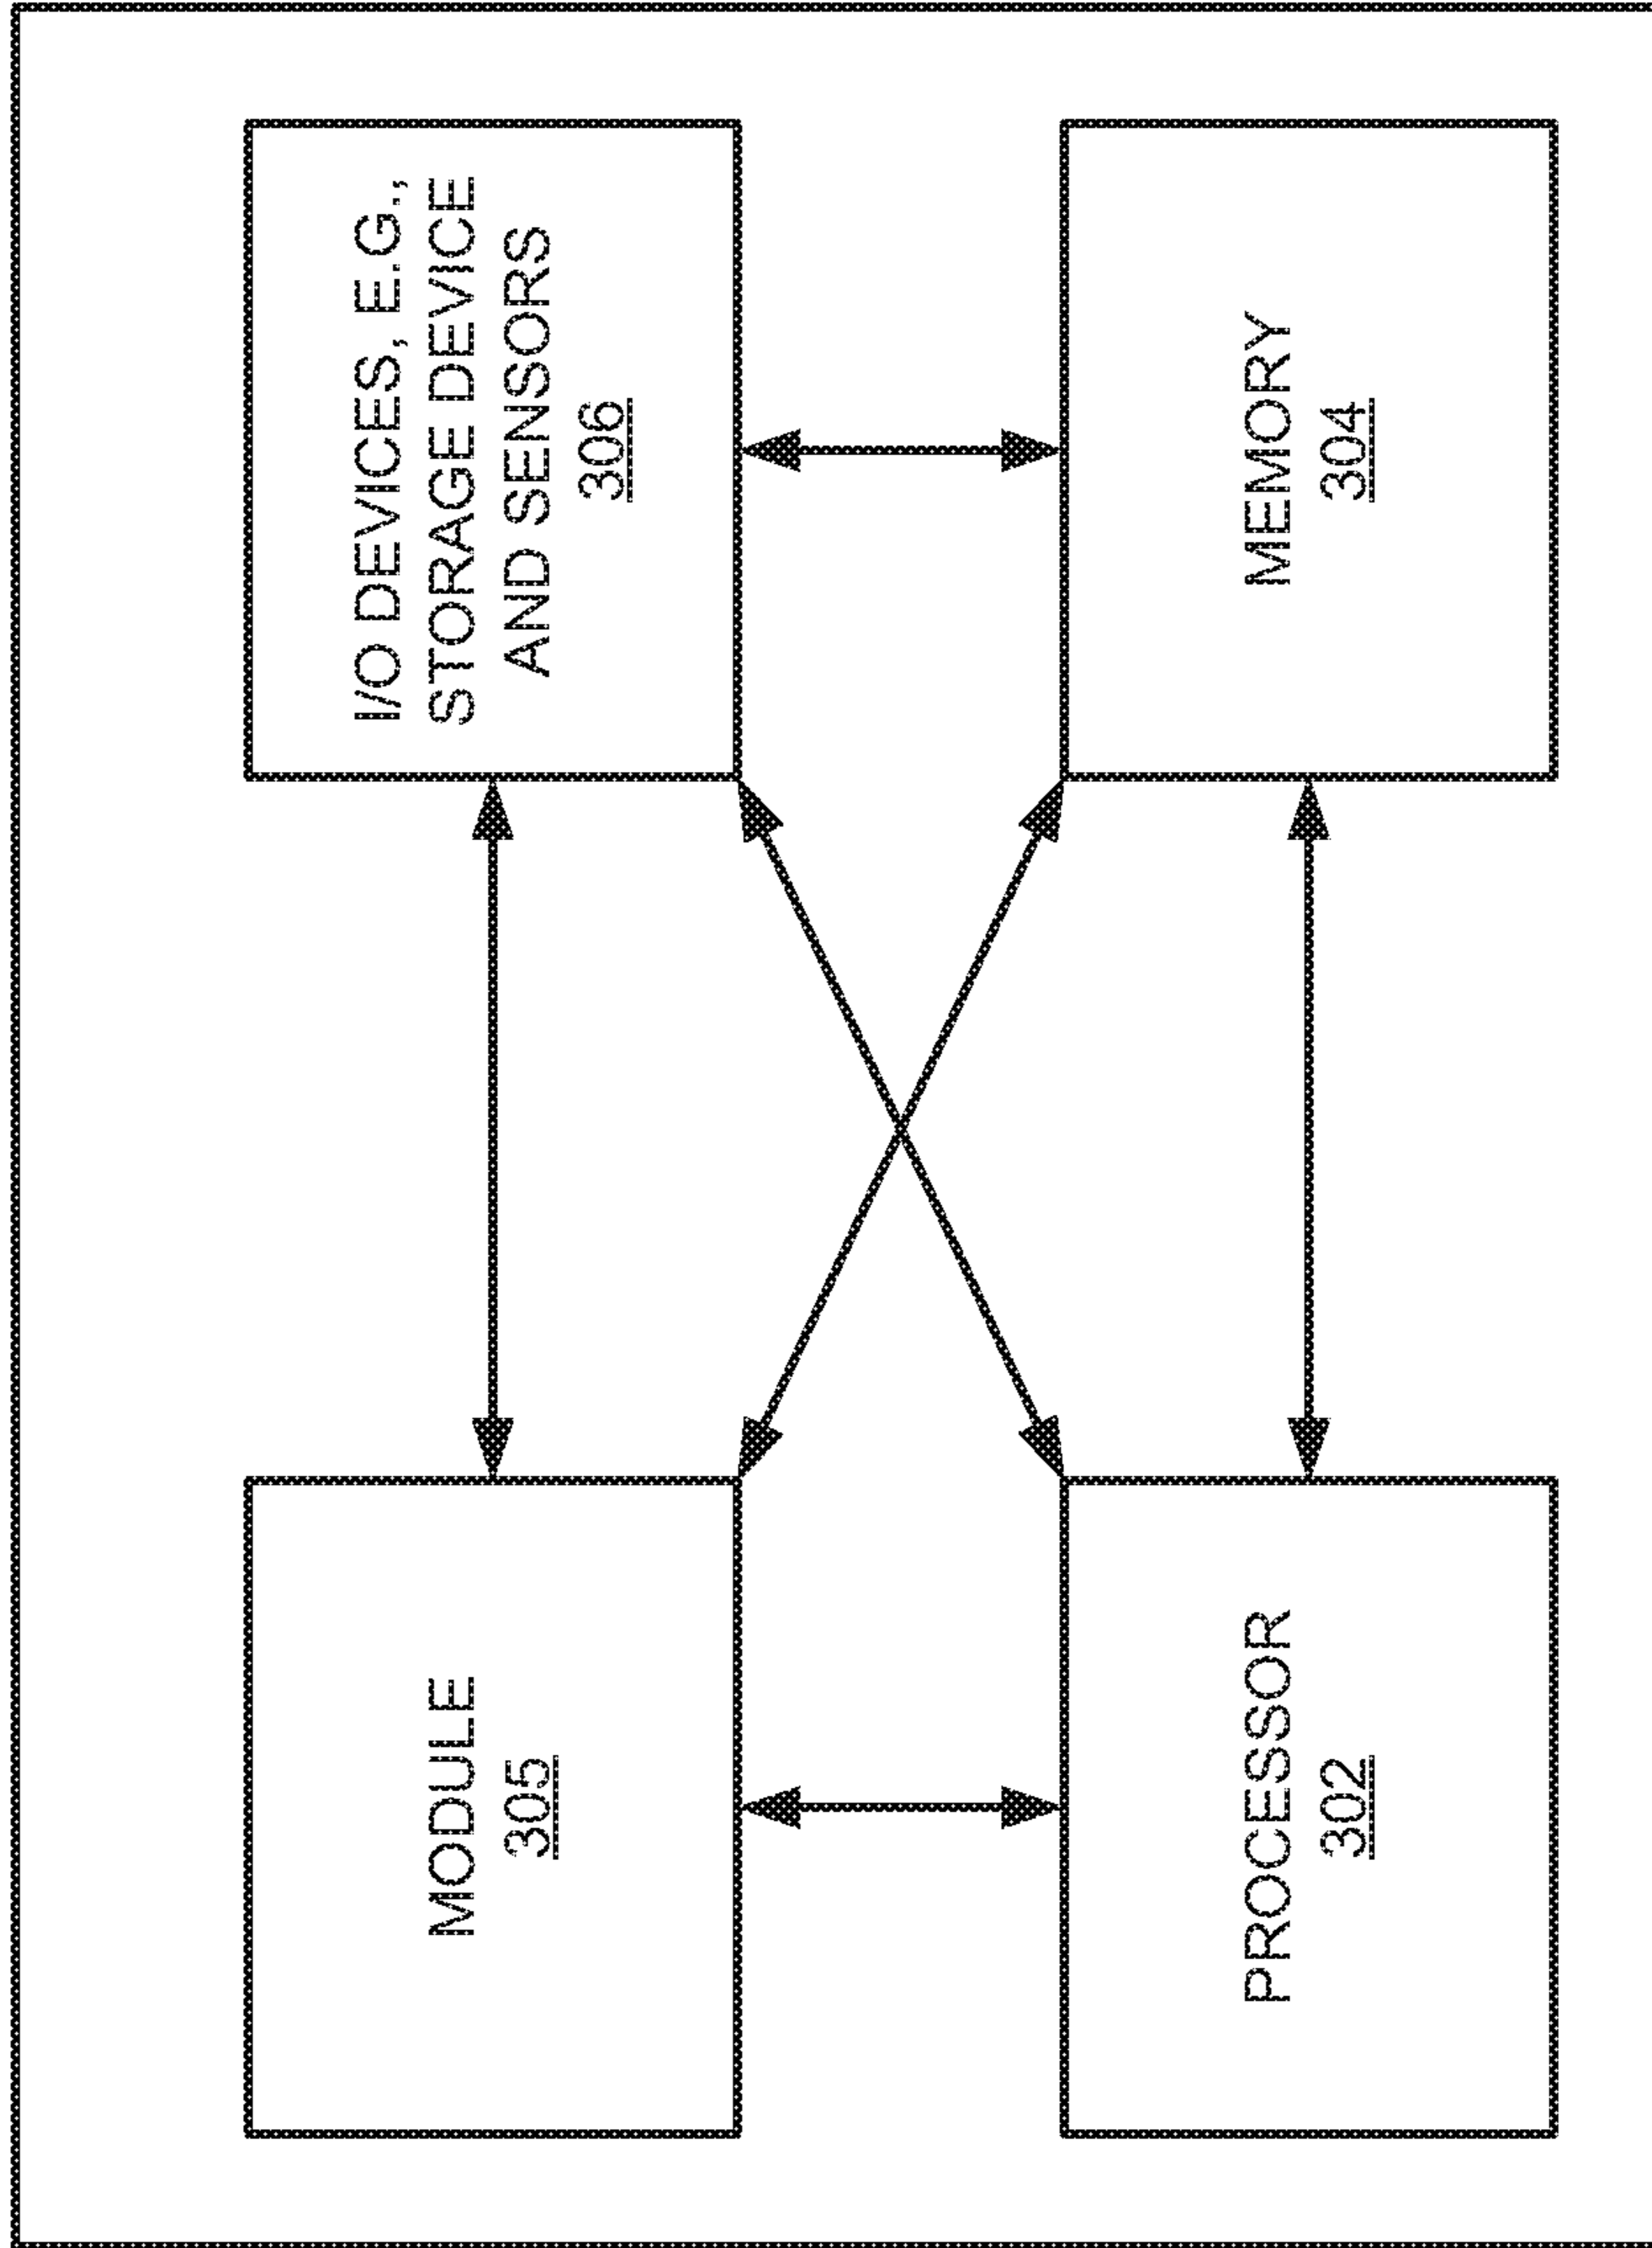 MODULE
305
I/O DEVICES, E.G.,
STORAGE DEVICE
AND SENSORS
306
PROCESSOR
302
MEMORY
304